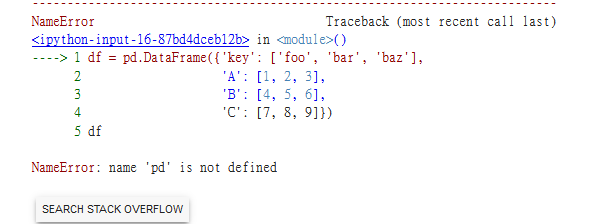 ---------------------------------------------------------------------------
NameError                                 Traceback (most recent call last)
<ipython-input-16-87bd4dceb12b> in <module>()
----> 1 df = pd.DataFrame({'key': ['foo', 'bar', 'baz'],
      2                    'A': [1, 2, 3],
      3                    'B': [4, 5, 6],
      4                    'C': [7, 8, 9]})
      5 df
NameError: name 'pd' is not defined
SEARCH STACK OVERFLOW